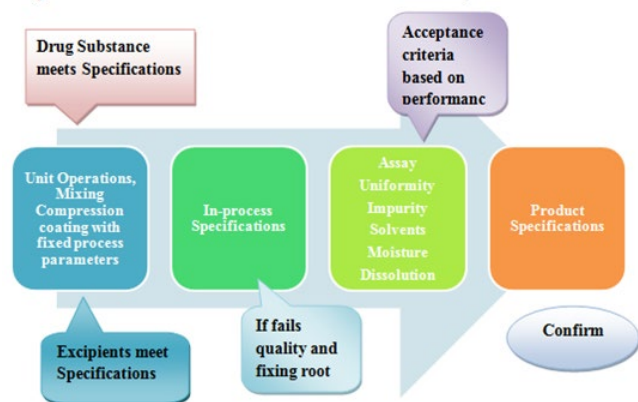 Drug Substance
meets Specifications
Acceptance
criteria
based on
performanc
Unit Operations,
Mixing
Compression
coating with
fixed process
parameters
In-process
Specifications
Assay
Uniformity
Impurity
Solvents
Moisture
Dissolution
Product
Specifications
Excipients meet
Specifications
If fails
quality and
fixing root
Confirm